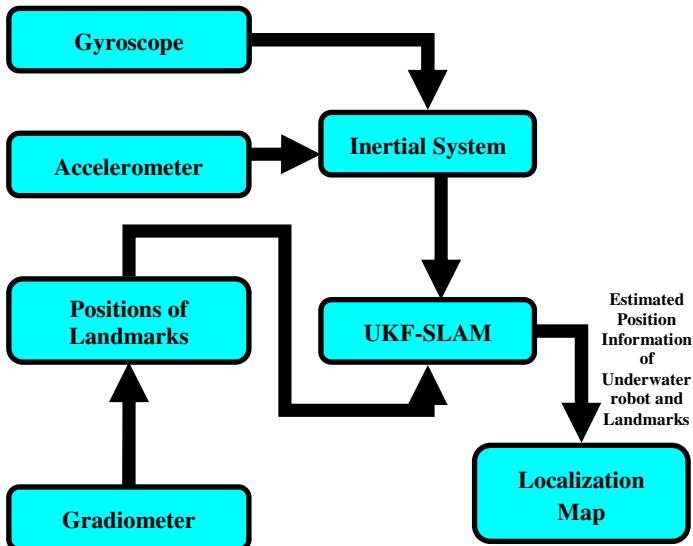 Gyroscope
Inertial System
Accelerometer
Positions of
Landmarks
UKF-SLAM
Estimated
Position
Information
of
Underwater
robot and
Landmarks
Gradiometer
Localization
Map